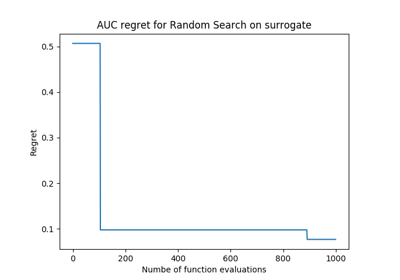 AUC regret for Random Search on surrogate
0.5
0.4
0.3
0.2
0.1
Regret
0 200 400 600 800 1000
Numbe of function evaluations